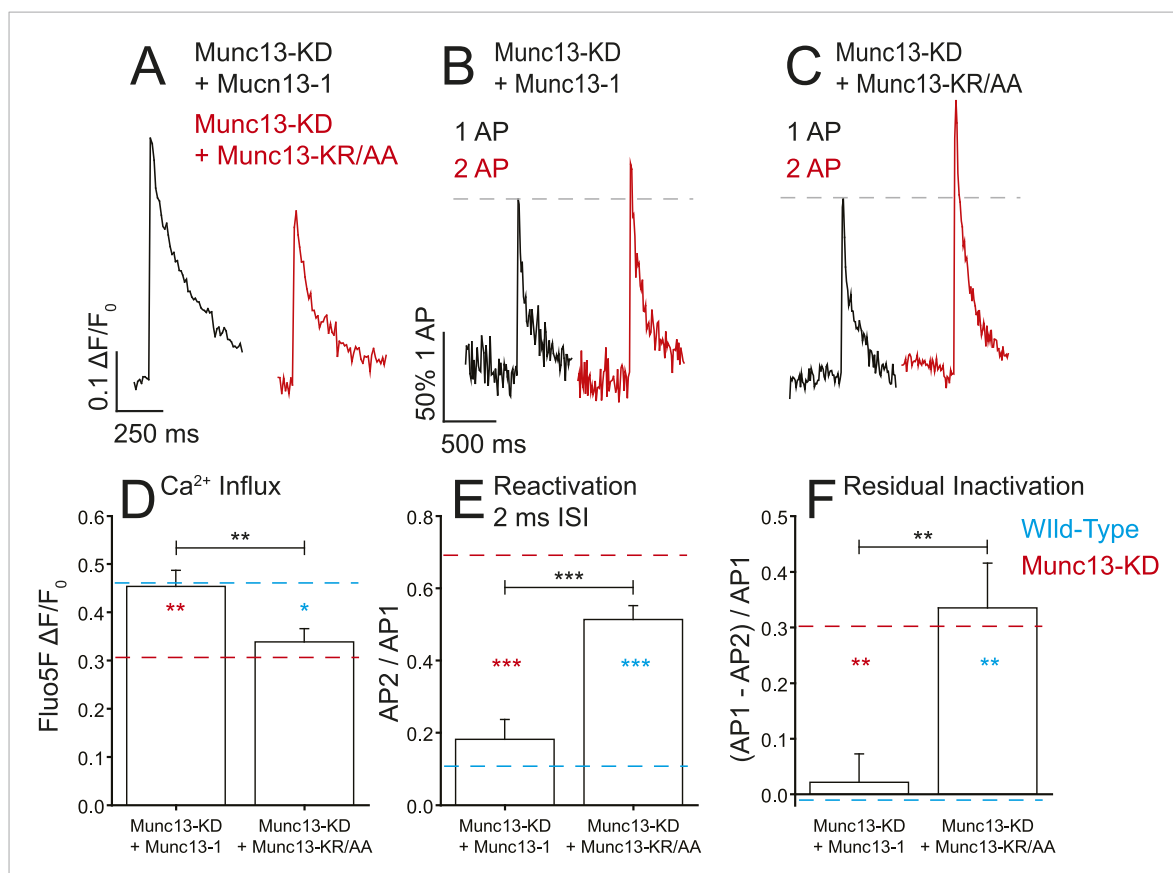 A
Munc13-KD
+ Mucn13-1
Munc13-KD
+ Munc13-KR/AA
0.1 ΔF/F0
250 ms
B
Munc13-KD
+ Munc13-1
1 AP
2 AP
50% 1 AP
500 ms
C
Munc13-KD
+ Munc13-KR/AA
1 AP
2 AP
D
Ca2+ Influx
Fluo5F ΔF/F0
0.6
0.5
0.4
0.3
0.2
0.1
0.0
**
**
*
Munc13-KD
+ Munc13-1
Munc13-KD
+ Munc13-KR/AA
E
Reactivation
2 ms ISI
AP2 / AP1
0.8
0.6
0.4
0.2
0.0
***
***
***
Munc13-KD
+ Munc13-1
Munc13-KD
+ Munc13-KR/AA
F
Residual Inactivation
(AP1 - AP2) / AP1
0.5
0.4
0.3
0.2
0.1
0.0
**
**
**
WIld-Type
Munc13-KD
Munc13-KD
+ Munc13-1
Munc13-KD
+ Munc13-KR/AA